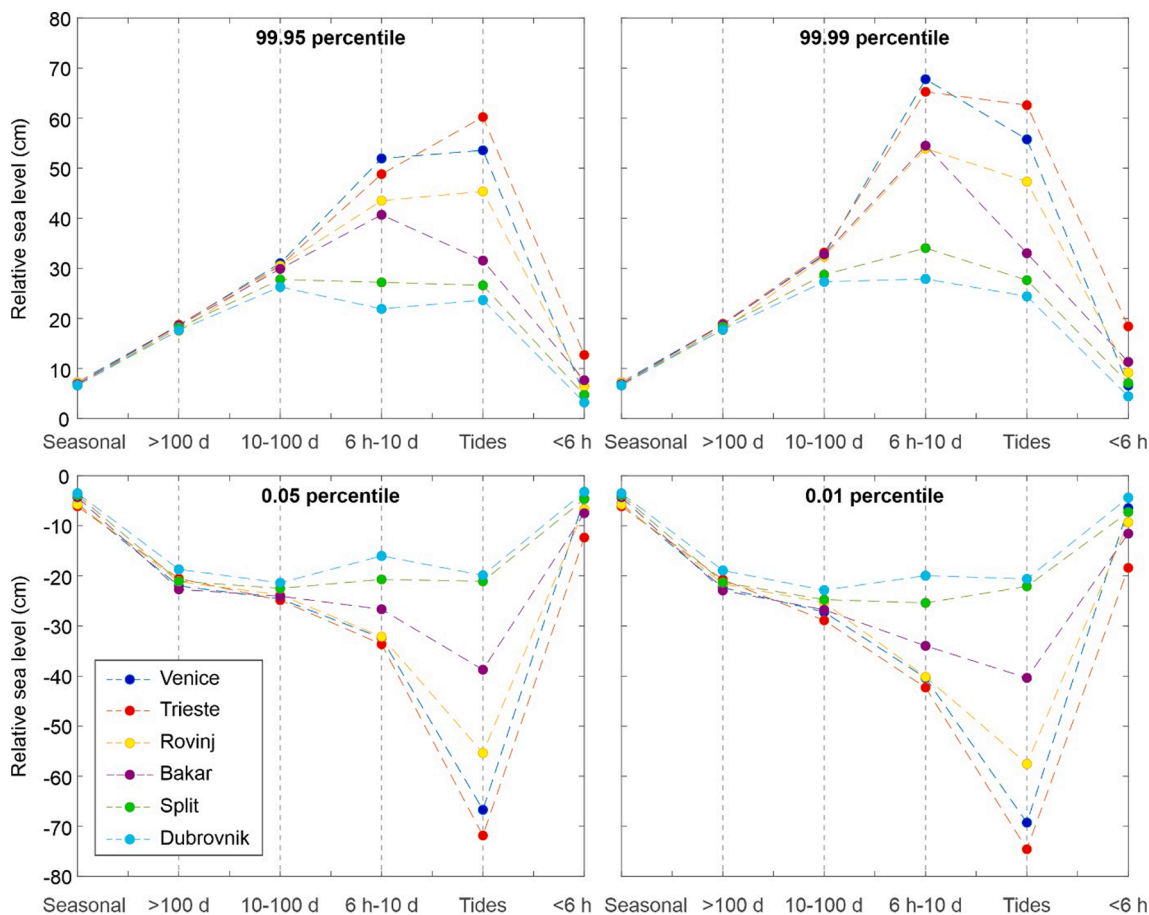 99.95 percentile
80
70
60
50
40
30
20
10
0
Relative sea level (cm)
Seasonal >100 d 10-100 d 6 h-10 d Tides <6 h
99.99 percentile
Seasonal >100 d 10-100 d 6 h-10 d Tides <6 h
0.05 percentile
0
-10
-20
-30
-40
-50
-60
-70
-80
Relative sea level (cm)
Venice
Trieste
Rovinj
Bakar
Split
Dubrovnik
Seasonal >100 d 10-100 d 6 h-10 d Tides <6 h
0.01 percentile
Seasonal >100 d 10-100 d 6 h-10 d Tides <6 h